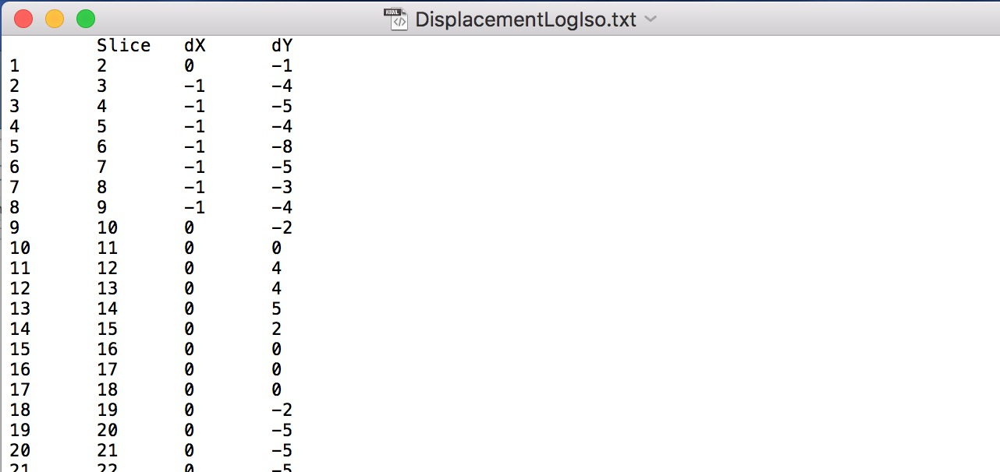 DisplacementLogIso.txt
Slice dX dY
1 2 0 -1
2 3 -1 -4
3 4 -1 -5
4 5 -1 -4
5 6 -1 -8
6 7 -1 -5
7 8 -1 -3
8 9 -1 -4
9 10 0 -2
10 11 0 0
11 12 0 4
12 13 0 4
13 14 0 5
14 15 0 2
15 16 0 0
16 17 0 0
17 18 0 0
18 19 0 -2
19 20 0 -5
20 21 0 -5
21 22 0 -5